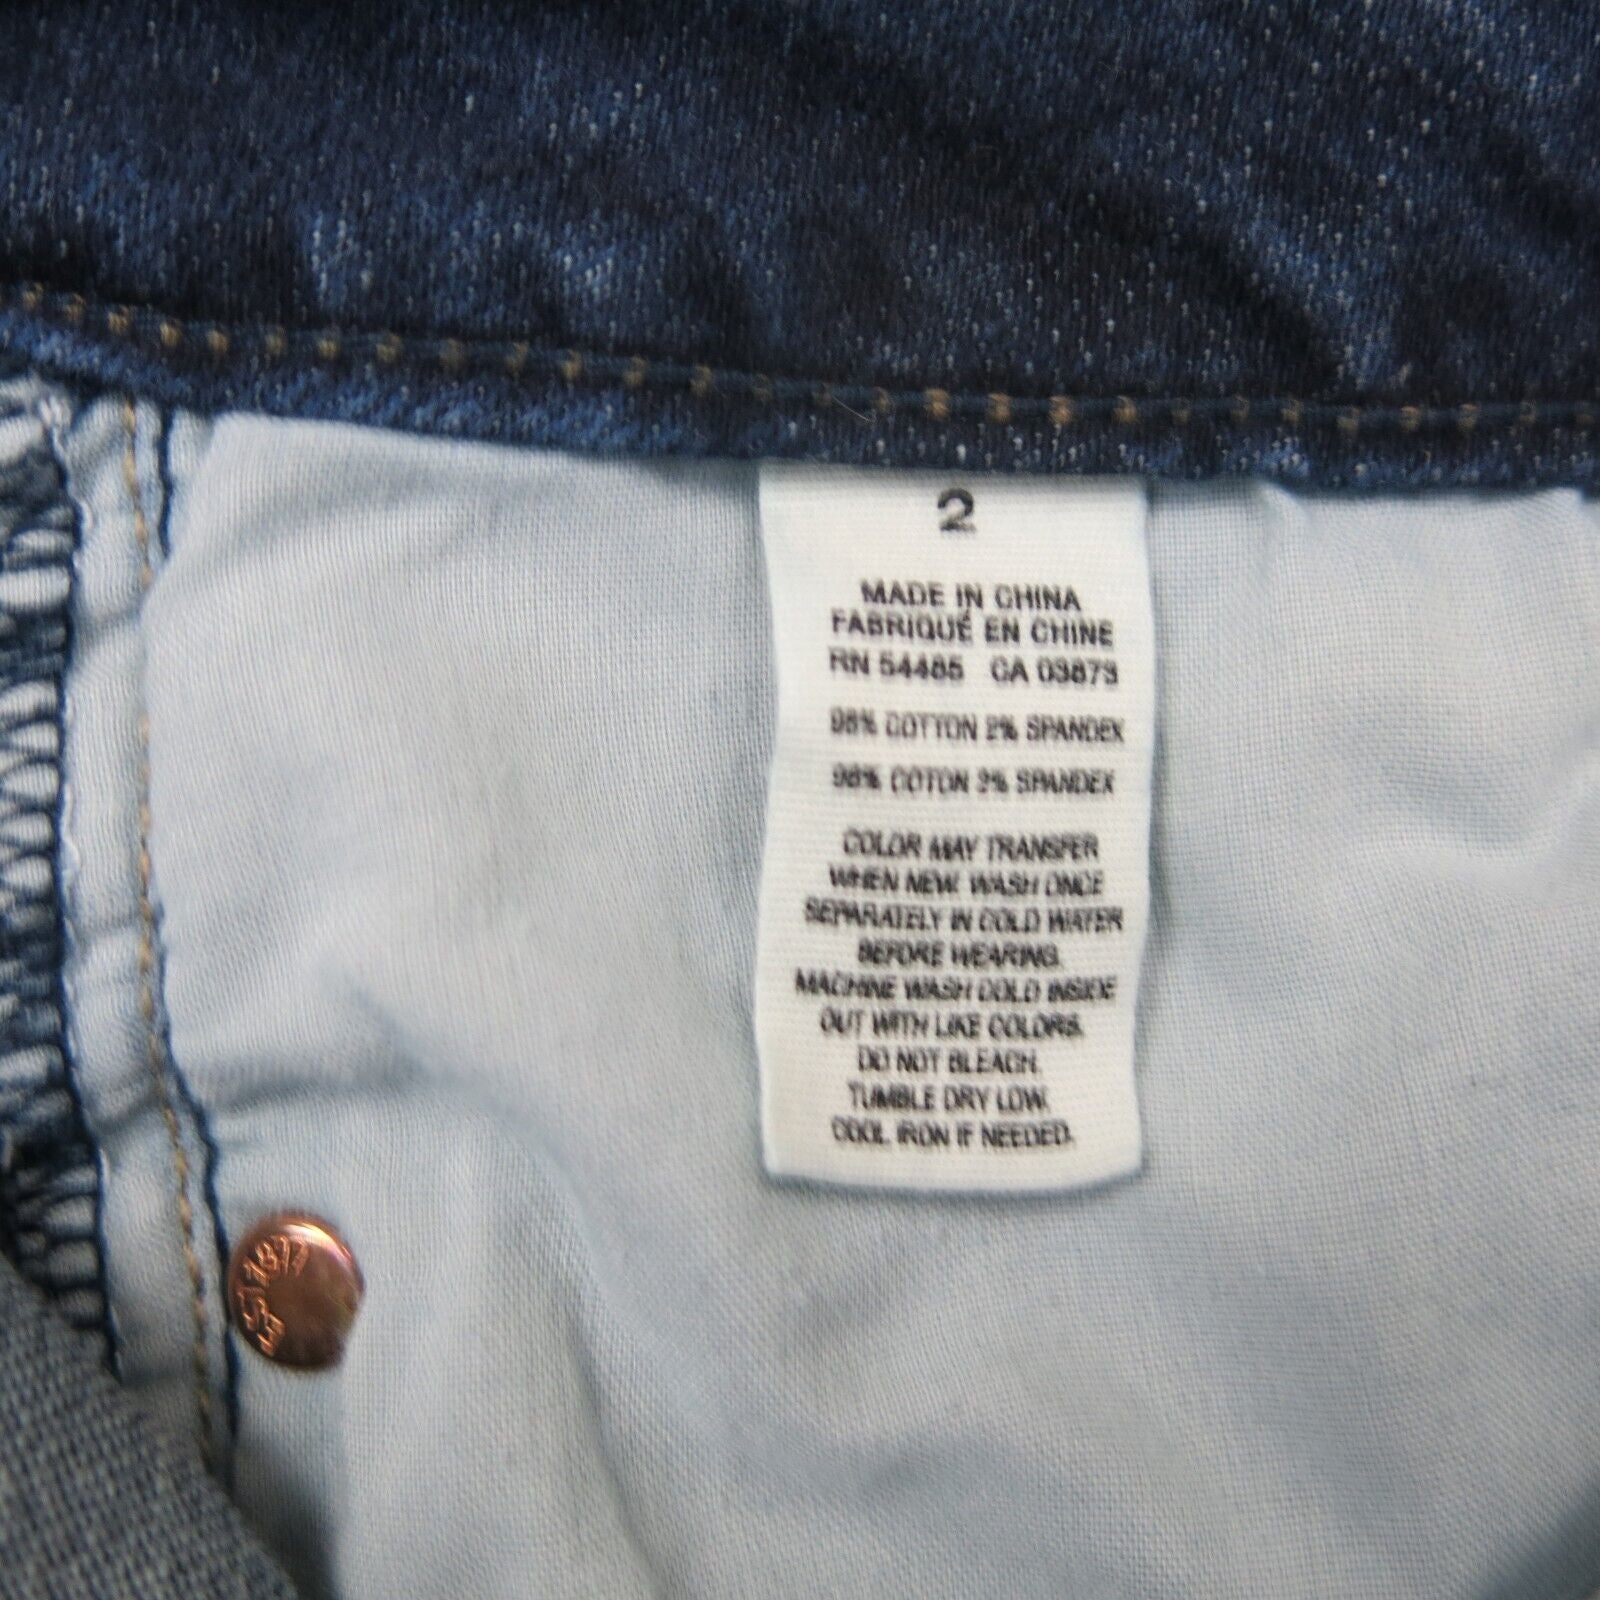 2
MADE IN CHINA
FABRIQUÉ EN CHINE
RN 54485 CA 03873
98% COTTON 2% SPANDEX
98% COTON 2% SPANDEX
COLOR MAY TRANSFER
WHEN NEW. WASH ONCE
SEPARATELY IN COLD WATER
BEFORE WEARING.
MACHINE WASH COLD INSIDE
OUT WITH LIKE COLORS.
DO NOT BLEACH.
TUMBLE DRY LOW.
COOL IRON IF NEEDED.
1877